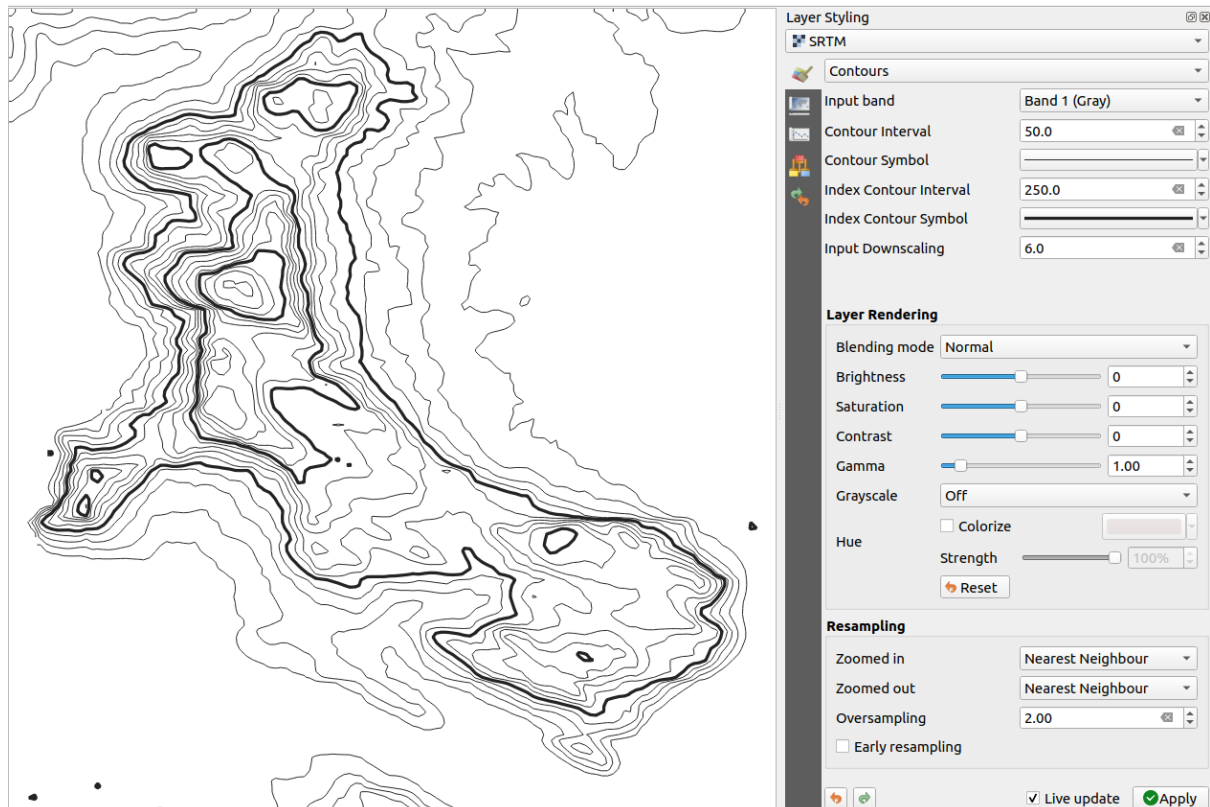 Layer Styling
SRTM
Contours
Input band Band 1 (Gray)
Contour Interval 50.0
Contour Symbol
Index Contour Interval 250.0
Index Contour Symbol
Input Downscaling 6.0
Layer Rendering
Blending mode Normal
Brightness 0
Saturation 0
Contrast 0
Gamma 1.00
Grayscale Off
Hue Colorize
Strength 100%
Reset
Resampling
Zoomed in Nearest Neighbour
Zoomed out Nearest Neighbour
Oversampling 2.00
Early resampling
Live update Apply